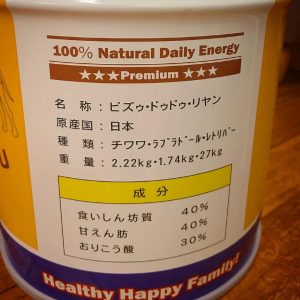 100% Natural Daily Energy
★★★Premium ★★★
名 称 : ビズゥ・ドゥドゥ・リヤン
原産国 : 日本
種 類 : チワワ・ラブラドール・レトリバー
重 量 : 2.22kg・1.74kg・27kg
成 分
食いしん坊質 40%
甘えん肪 40%
おりこう酸 30%
Healthy Happy Family!